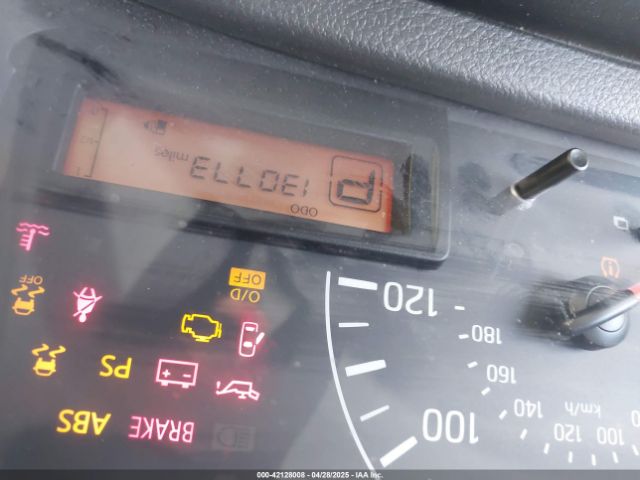 BRAKE
ABS
PS
100
120
100
120
140
160
180
km/h
O/D
OFF
OFF
P
ODO
130773
miles
000-42128008 - 04/28/2025 - IAA Inc.